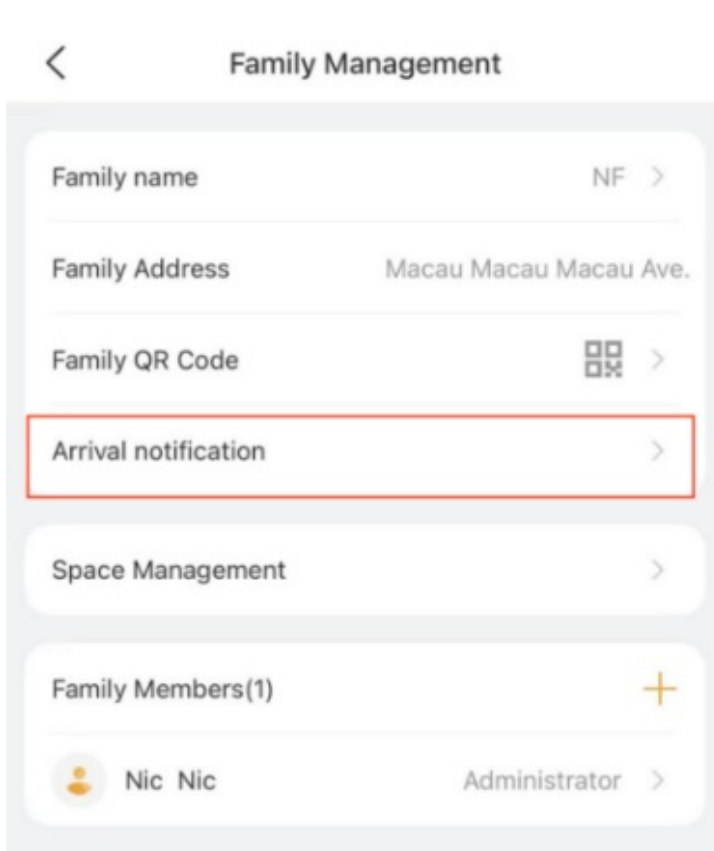 Family Management
Family name NF
Family Address Macau Macau Macau Ave.
Family QR Code
Arrival notification
Space Management
Family Members(1)
Nic Nic Administrator